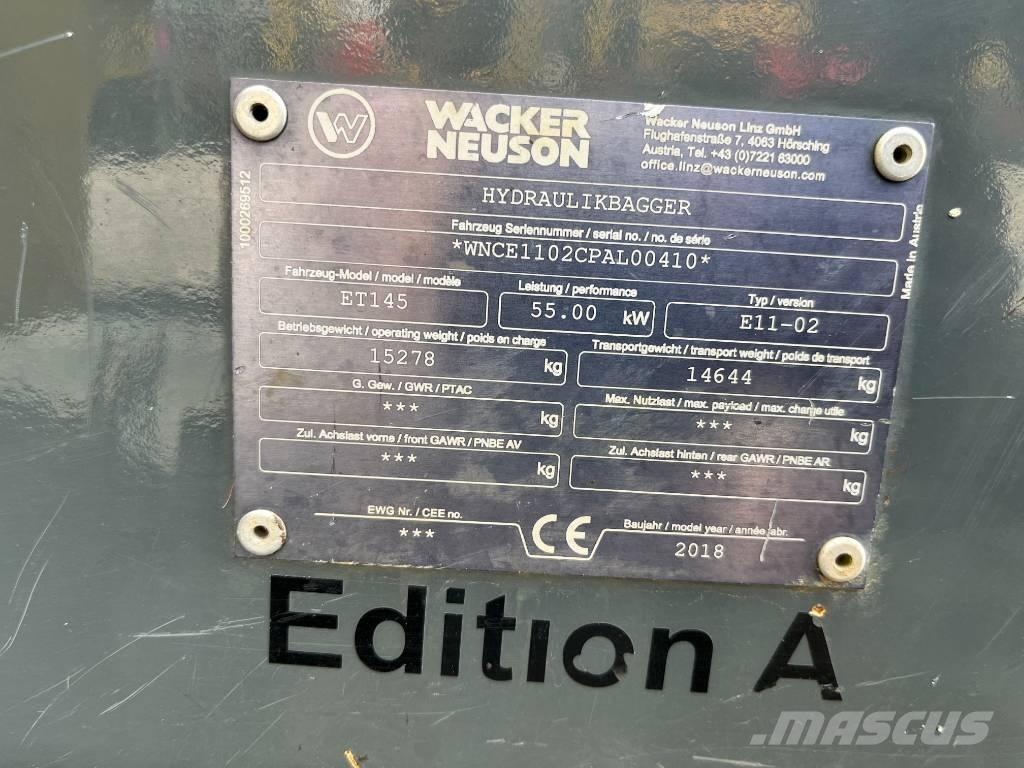 W
WACKER
NEUSON
Wacker Neuson Linz GmbH
Flughafenstraße 7, 4063 Hörsching
Austria, Tel. +43 (0)7221 63000
office.linz@wackerneuson.com
1000269512
HYDRAULIKBAGGER
Fahrzeug Seriennummer / serial no. / no. de série
*WNCE1102CPAL00410*
Made in Austria
Fahrzeug-Model / model / modèle
ET145
Leistung / performance
55.00 kW
Typ / version
E11-02
Betriebsgewicht / operating weight / poids en charge
15278 kg
Transportgewicht / transport weight / poids de transport
14644 kg
G. Gew. / GWR / PTAC
*** kg
Max. Nutzlast / max. payload / max. charge utile
*** kg
Zul. Achslast vorne / front GAWR / PNBE AV
*** kg
Zul. Achslast hinten / rear GAWR / PNBE AR
*** kg
EWG Nr. / CEE no.
***
CE
Baujahr / model year / année fabr.
2018
Edition A
MASCUS